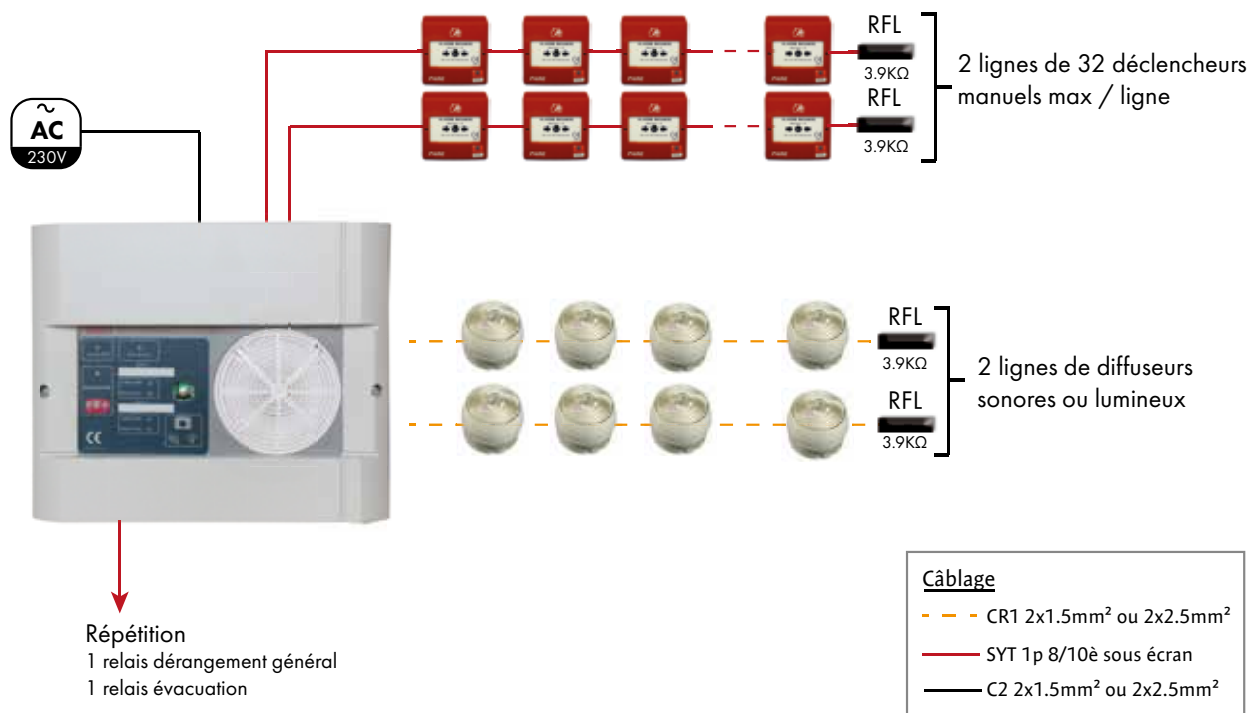 RFL
3.9KΩ
2 lignes de 32 déclencheurs
manuels max / ligne
RFL
3.9KΩ
AC
230V
RFL
3.9KΩ
2 lignes de diffuseurs
sonores ou lumineux
RFL
3.9KΩ
CE
Répétition
1 relais dérangement général
1 relais évacuation
Câblage
CR1 2x1.5mm² ou 2x2.5mm²
SYT 1p 8/10è sous écran
C2 2x1.5mm² ou 2x2.5mm²